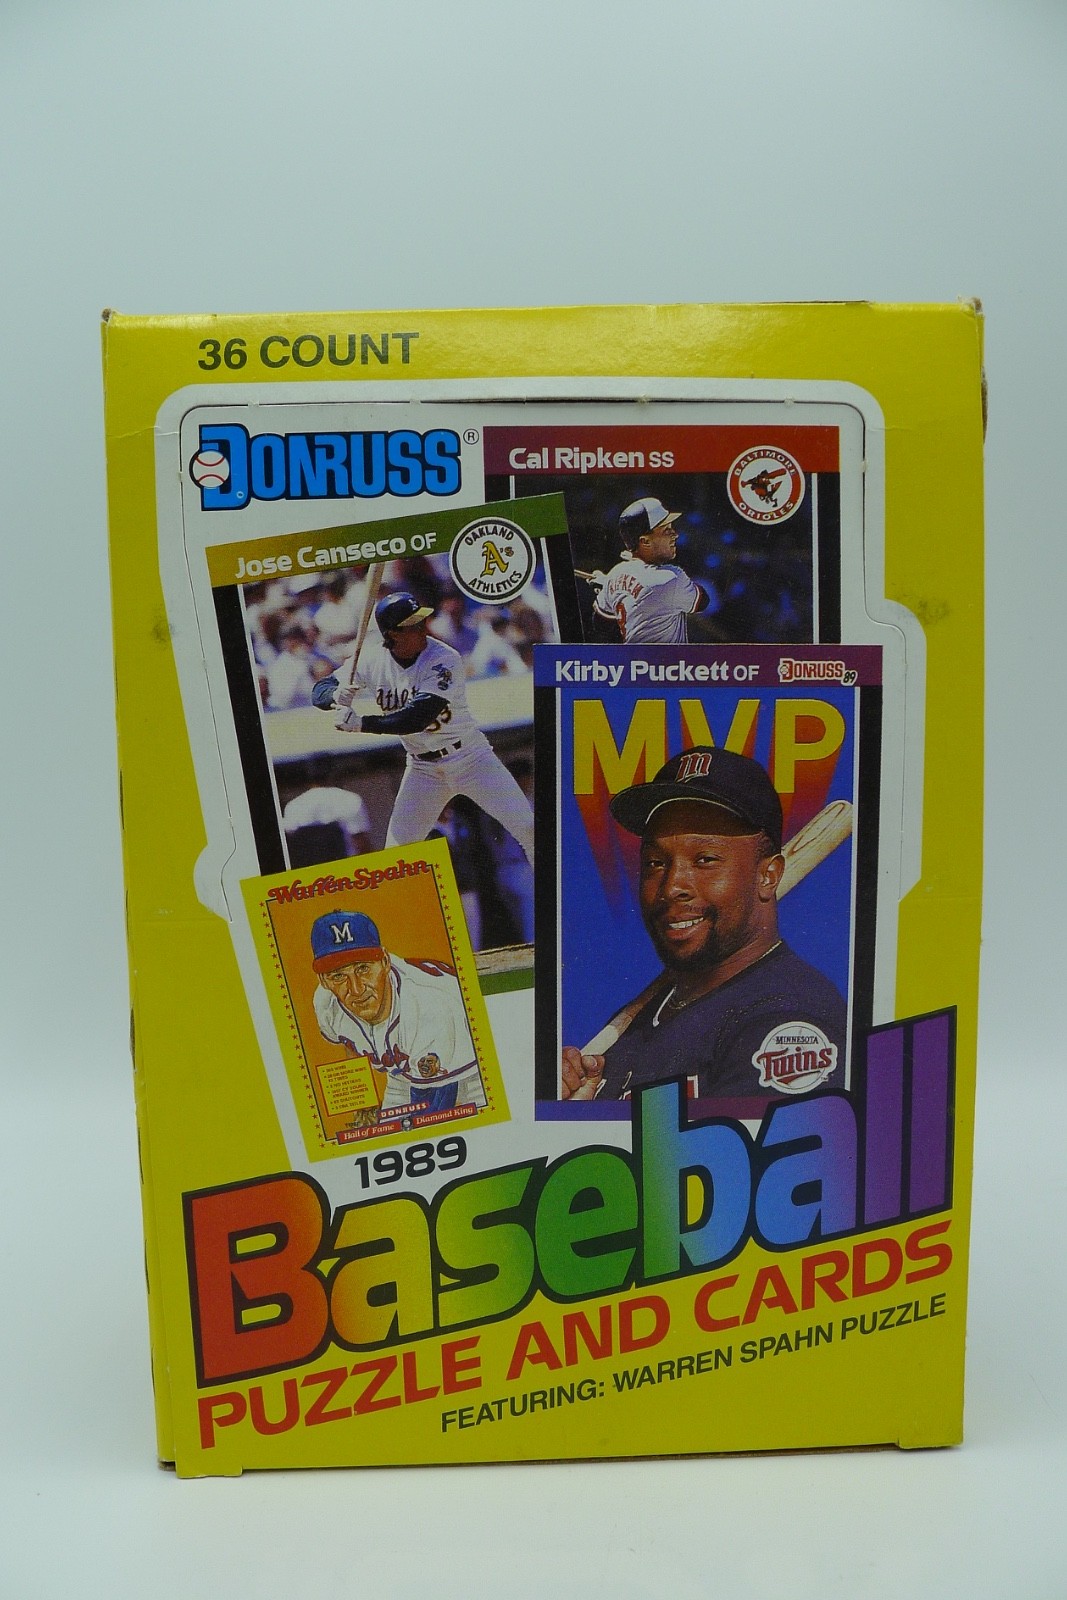 36 COUNT
DONRUSS®
Cal Ripken SS
BALTIMORE
ORIOLES
Jose Canseco OF
OAKLAND
A's
ATHLETICS
Kirby Puckett OF
DONRUSS 89
MVP
m
MINNESOTA
Twins
Warren Spahn
M
DONRUSS
Hall of Fame Diamond King
1989
Baseball
PUZZLE AND CARDS
FEATURING: WARREN SPAHN PUZZLE